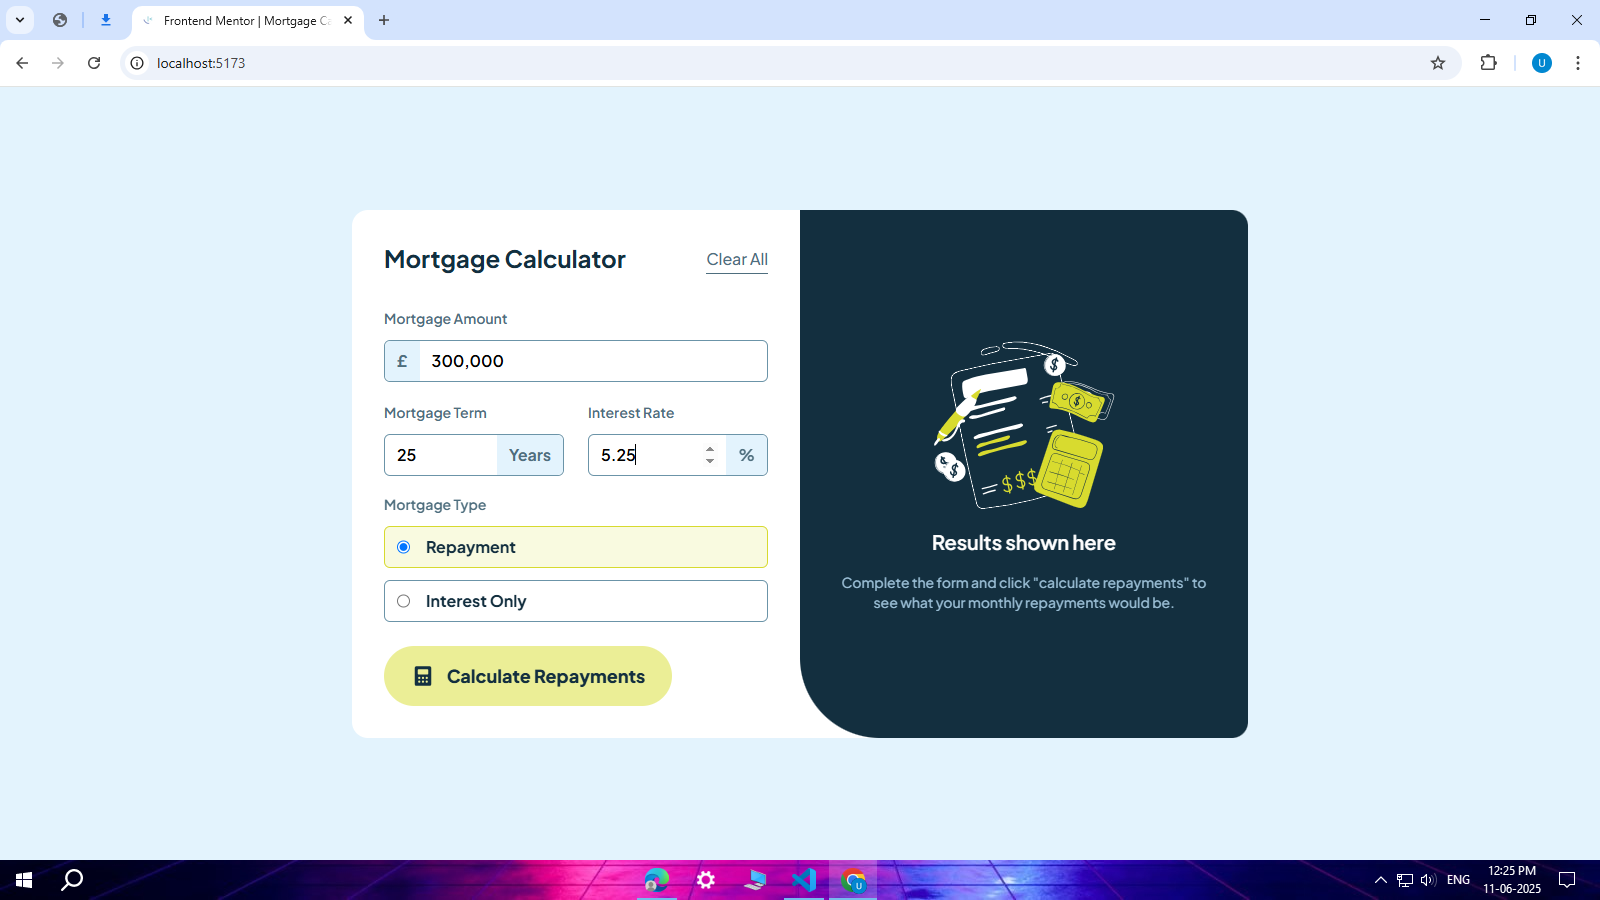 Frontend Mentor | Mortgage Ca
localhost:5173
U
Mortgage Calculator
Clear All
Mortgage Amount
£ 300,000
Mortgage Term
Interest Rate
25 Years
5.25 %
Mortgage Type
Repayment
Interest Only
Calculate Repayments
$
$
$$$
Results shown here
Complete the form and click "calculate repayments" to
see what your monthly repayments would be.
U
ENG
12:25 PM
11-06-2025